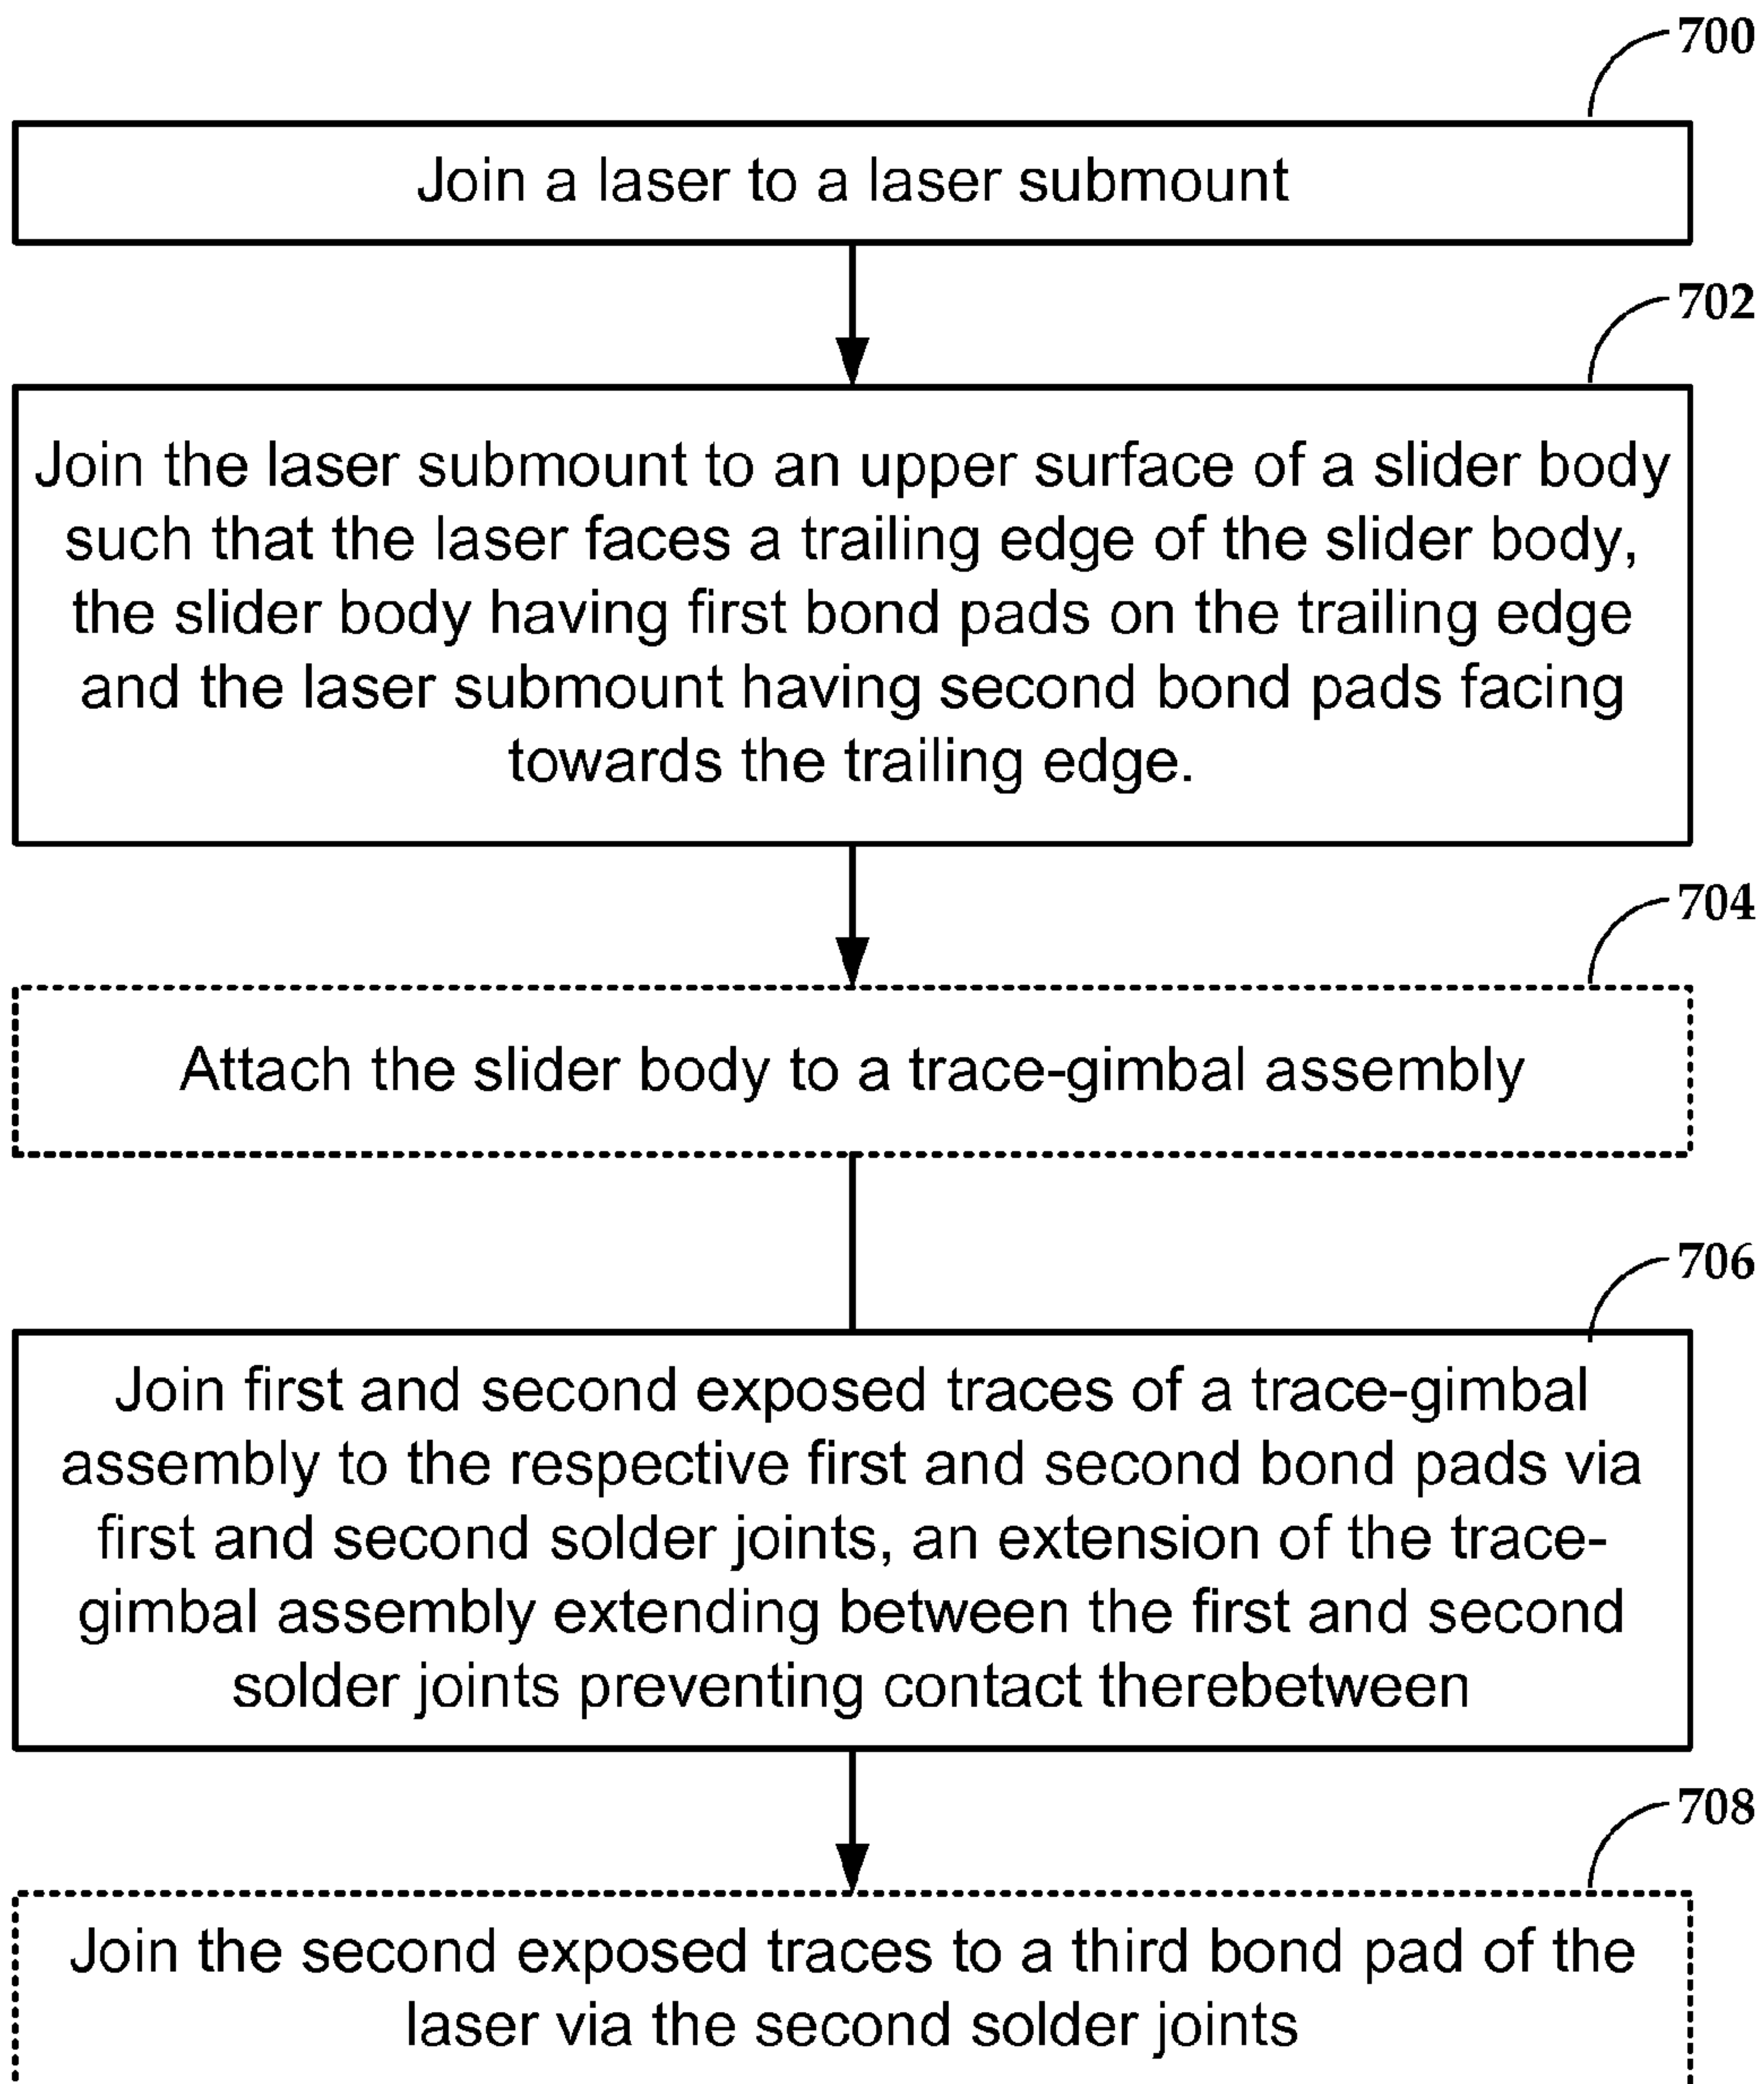 700
Join a laser to a laser submount
702
Join the laser submount to an upper surface of a slider body
such that the laser faces a trailing edge of the slider body,
the slider body having first bond pads on the trailing edge
and the laser submount having second bond pads facing
towards the trailing edge.
704
Attach the slider body to a trace-gimbal assembly
706
Join first and second exposed traces of a trace-gimbal
assembly to the respective first and second bond pads via
first and second solder joints, an extension of the trace-
gimbal assembly extending between the first and second
solder joints preventing contact therebetween
708
Join the second exposed traces to a third bond pad of the
laser via the second solder joints